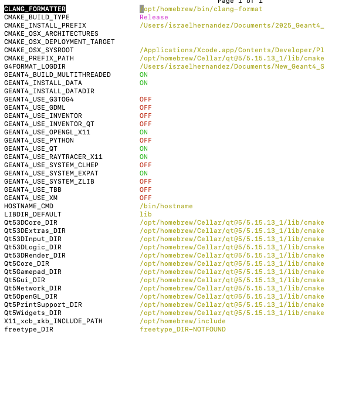 Page 1 of 1
CLANG_FORMATTER /opt/homebrew/bin/clang-format
CMAKE_BUILD_TYPE Release
CMAKE_INSTALL_PREFIX /Users/israelhernandez/Documents/2025_Geant4_
CMAKE_OSX_ARCHITECTURES
CMAKE_OSX_DEPLOYMENT_TARGET
CMAKE_OSX_SYSROOT /Applications/Xcode.app/Contents/Developer/Pl
CMAKE_PREFIX_PATH /opt/homebrew/Cellar/qt@5/5.15.13_1/lib/cmake
G4FORMAT_LOGDIR /Users/israelhernandez/Documents/New_Geant4_S
GEANT4_BUILD_MULTITHREADED ON
GEANT4_INSTALL_DATA ON
GEANT4_INSTALL_DATADIR
GEANT4_USE_G3TOG4 OFF
GEANT4_USE_GDML OFF
GEANT4_USE_INVENTOR OFF
GEANT4_USE_INVENTOR_QT OFF
GEANT4_USE_OPENGL_X11 ON
GEANT4_USE_PYTHON OFF
GEANT4_USE_QT ON
GEANT4_USE_RAYTRACER_X11 ON
GEANT4_USE_SYSTEM_CLHEP OFF
GEANT4_USE_SYSTEM_EXPAT ON
GEANT4_USE_SYSTEM_ZLIB OFF
GEANT4_USE_TBB OFF
GEANT4_USE_XM OFF
HOSTNAME_CMD /bin/hostname
LIBDIR_DEFAULT lib
Qt53DCore_DIR /opt/homebrew/Cellar/qt@5/5.15.13_1/lib/cmake
Qt53DExtras_DIR /opt/homebrew/Cellar/qt@5/5.15.13_1/lib/cmake
Qt53DInput_DIR /opt/homebrew/Cellar/qt@5/5.15.13_1/lib/cmake
Qt53DLogic_DIR /opt/homebrew/Cellar/qt@5/5.15.13_1/lib/cmake
Qt53DRender_DIR /opt/homebrew/Cellar/qt@5/5.15.13_1/lib/cmake
Qt5Core_DIR /opt/homebrew/Cellar/qt@5/5.15.13_1/lib/cmake
Qt5Gamepad_DIR /opt/homebrew/Cellar/qt@5/5.15.13_1/lib/cmake
Qt5Gui_DIR /opt/homebrew/Cellar/qt@5/5.15.13_1/lib/cmake
Qt5Network_DIR /opt/homebrew/Cellar/qt@5/5.15.13_1/lib/cmake
Qt5OpenGL_DIR /opt/homebrew/Cellar/qt@5/5.15.13_1/lib/cmake
Qt5PrintSupport_DIR /opt/homebrew/Cellar/qt@5/5.15.13_1/lib/cmake
Qt5Widgets_DIR /opt/homebrew/Cellar/qt@5/5.15.13_1/lib/cmake
X11_xcb_xkb_INCLUDE_PATH /opt/homebrew/include
freetype_DIR freetype_DIR-NOTFOUND